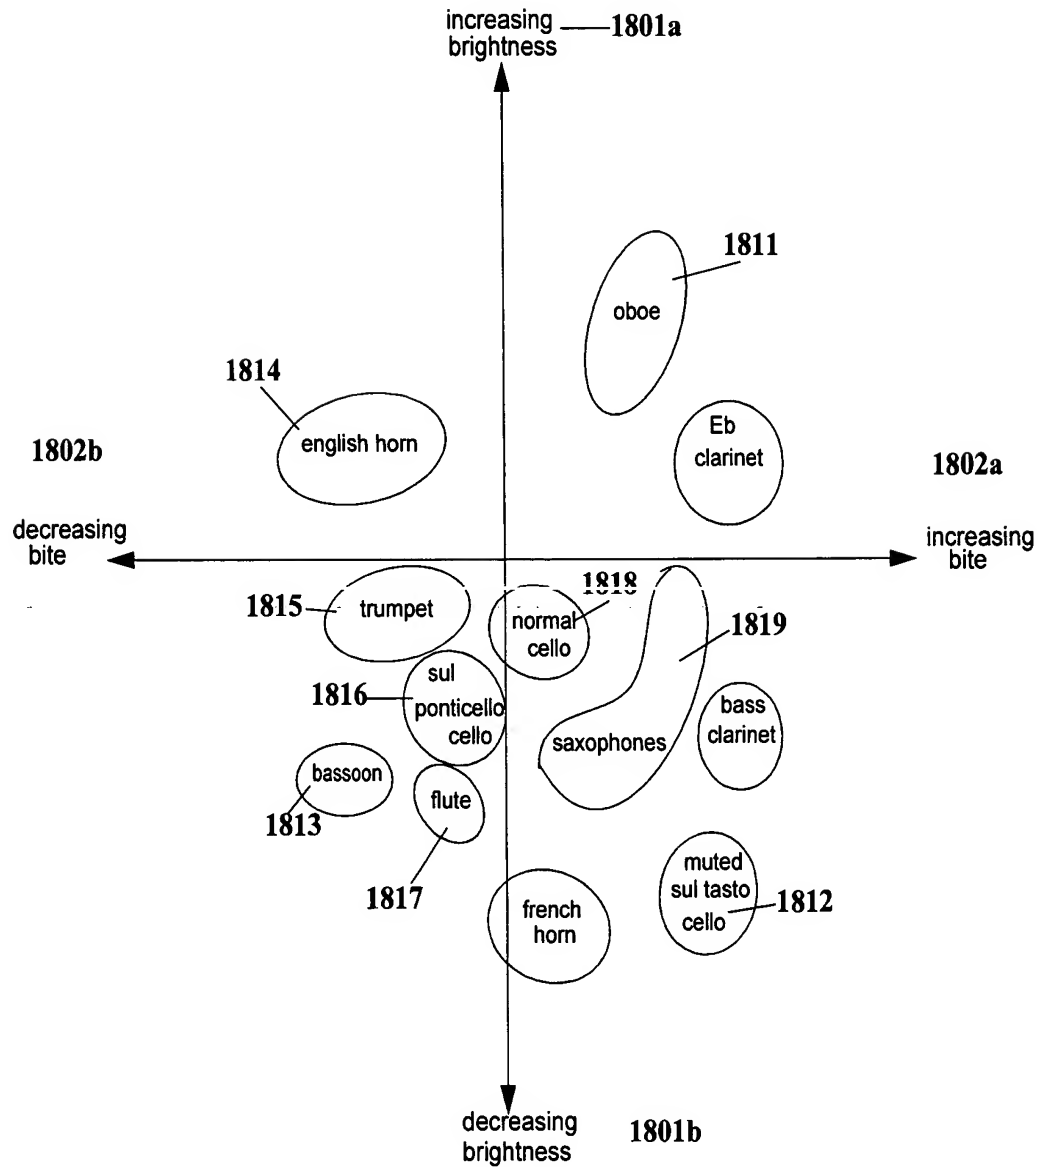 increasing
brightness
1801a
1811
oboe
1814
english horn
Eb
clarinet
1802b
1802a
decreasing
bite
increasing
bite
1815
trumpet
1818
normal
cello
1819
1816
sul
ponticello
cello
saxophones
bass
clarinet
bassoon
1813
flute
1817
french
horn
muted
sul tasto
cello
1812
decreasing
brightness
1801b